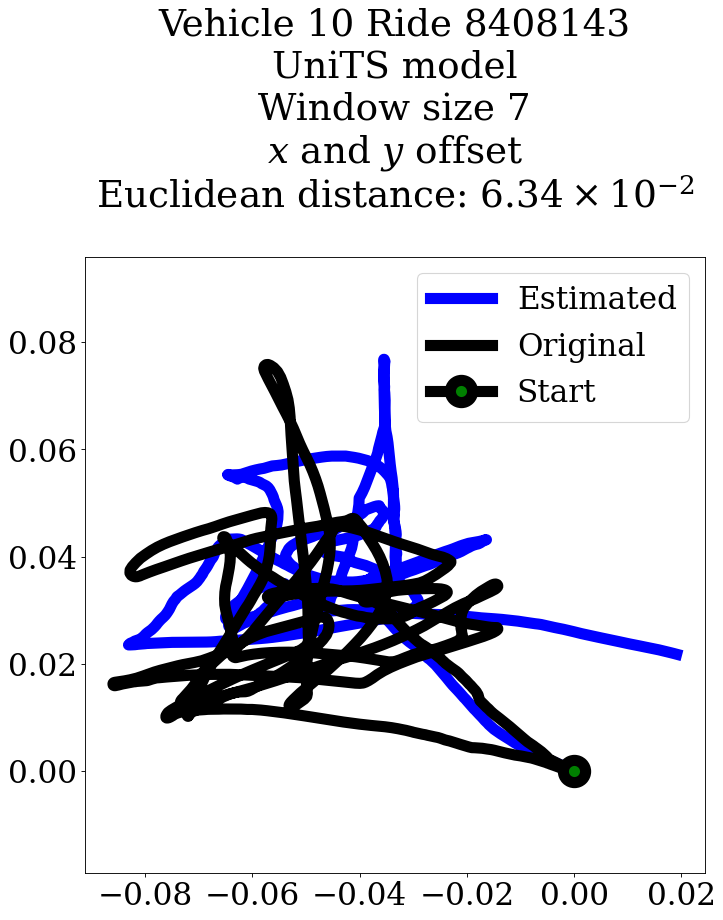 Vehicle 10 Ride 8408143
UniTS model
Window size 7
x and y offset
Euclidean distance: 6.34 × 10⁻²
Estimated
Original
Start
0.08
0.06
0.04
0.02
0.00
−0.08 −0.06 −0.04 −0.02 0.00 0.02